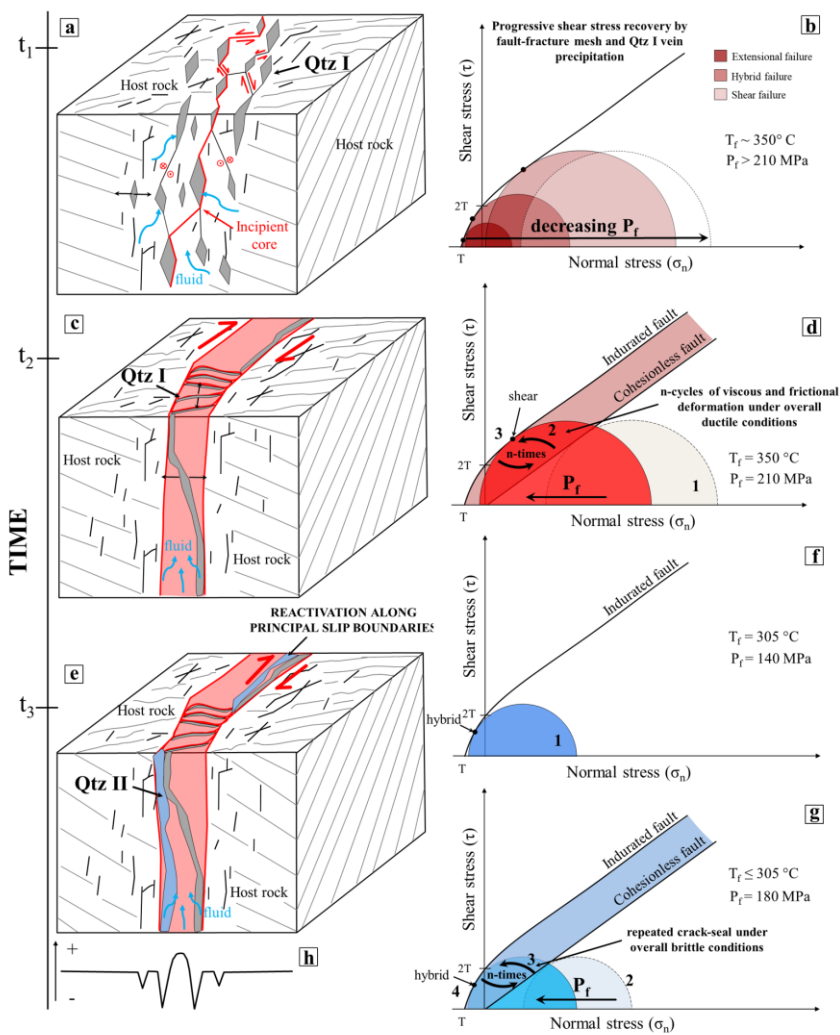 TIME
t1
a
Host rock
Qtz I
Host rock
Host rock
Incipient
core
fluid
b
Progressive shear stress recovery by
fault-fracture mesh and Qtz I vein
precipitation
Extensional failure
Hybrid failure
Shear failure
Tf ~ 350° C
Pf > 210 MPa
Shear stress (τ)
2T
decreasing Pf
T
Normal stress (σn)
t2
c
Qtz I
Host rock
Host rock
fluid
d
Shear stress (τ)
Indurated fault
Cohesionless fault
n-cycles of viscous and frictional
deformation under overall
ductile conditions
shear
3
2
n-times
2T
1
Pf
Tf = 350 °C
Pf = 210 MPa
T
Normal stress (σn)
REACTIVATION ALONG
PRINCIPAL SLIP BOUNDARIES
t3
e
Host rock
Qtz II
Host rock
fluid
f
Shear stress (τ)
Indurated fault
Tf = 305 °C
Pf = 140 MPa
2T
hybrid
1
T
Normal stress (σn)
g
Shear stress (τ)
Indurated fault
Cohesionless fault
Tf ≤ 305 °C
Pf = 180 MPa
repeated crack-seal under
overall brittle conditions
2T
hybrid
3
n-times
4
2
Pf
T
Normal stress (σn)
h
+
-